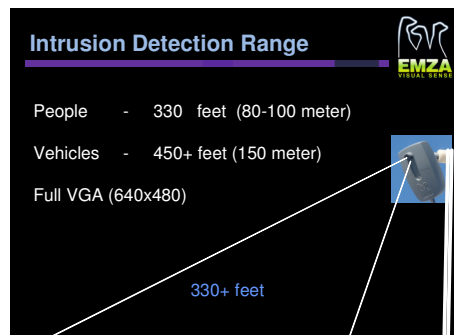 Intrusion Detection Range
EMZA
VISUAL SENSE
People - 330 feet (80-100 meter)
Vehicles - 450+ feet (150 meter)
Full VGA (640x480)
330+ feet